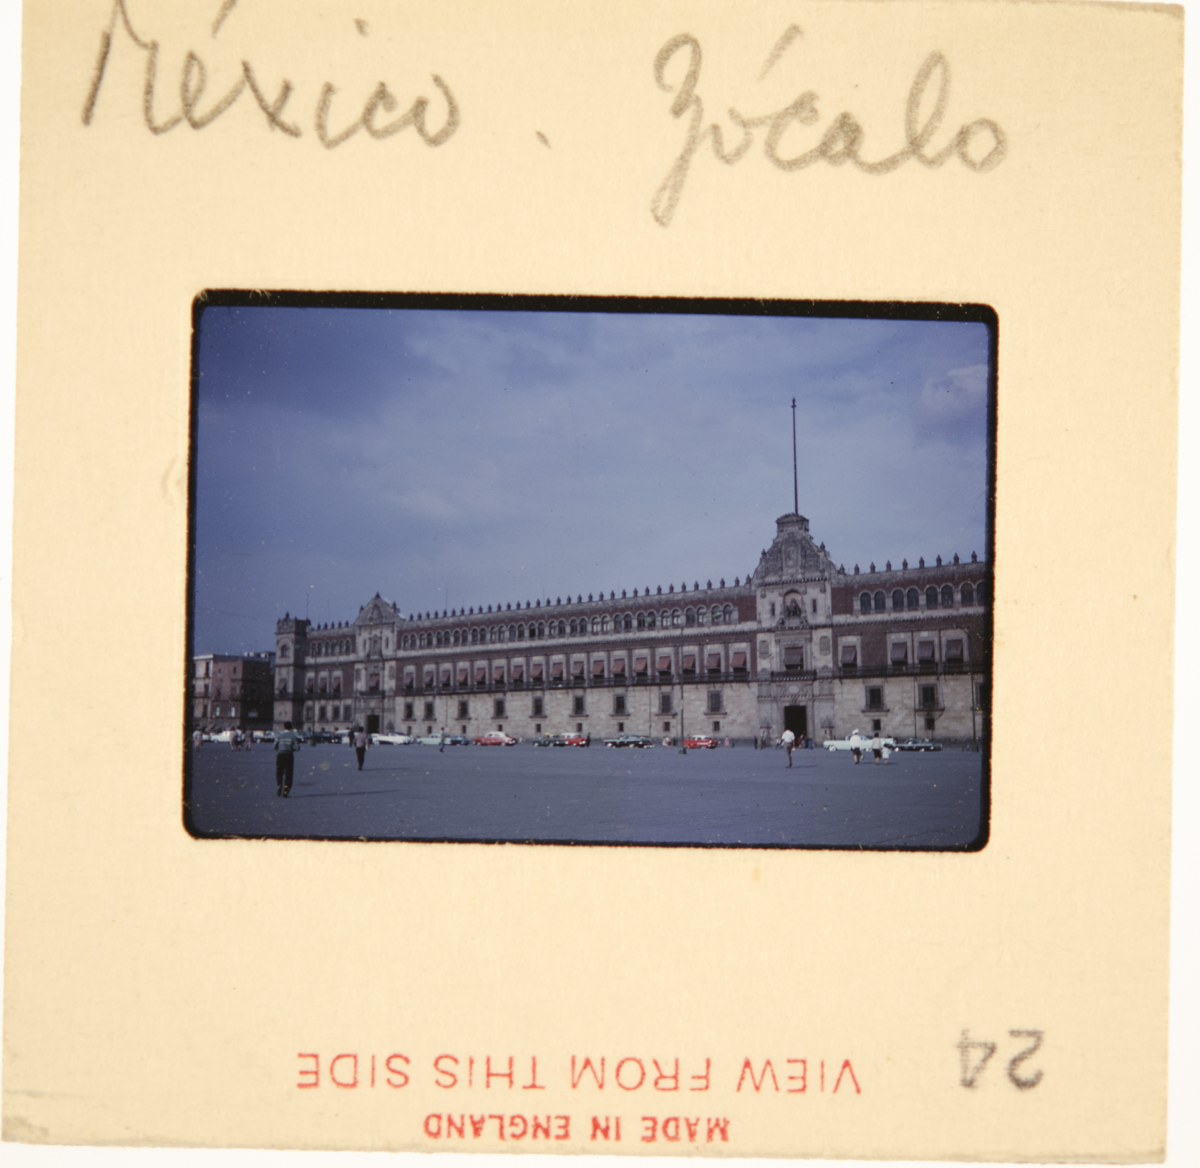 México. Zócalo
24
VIEW FROM THIS SIDE
MADE IN ENGLAND